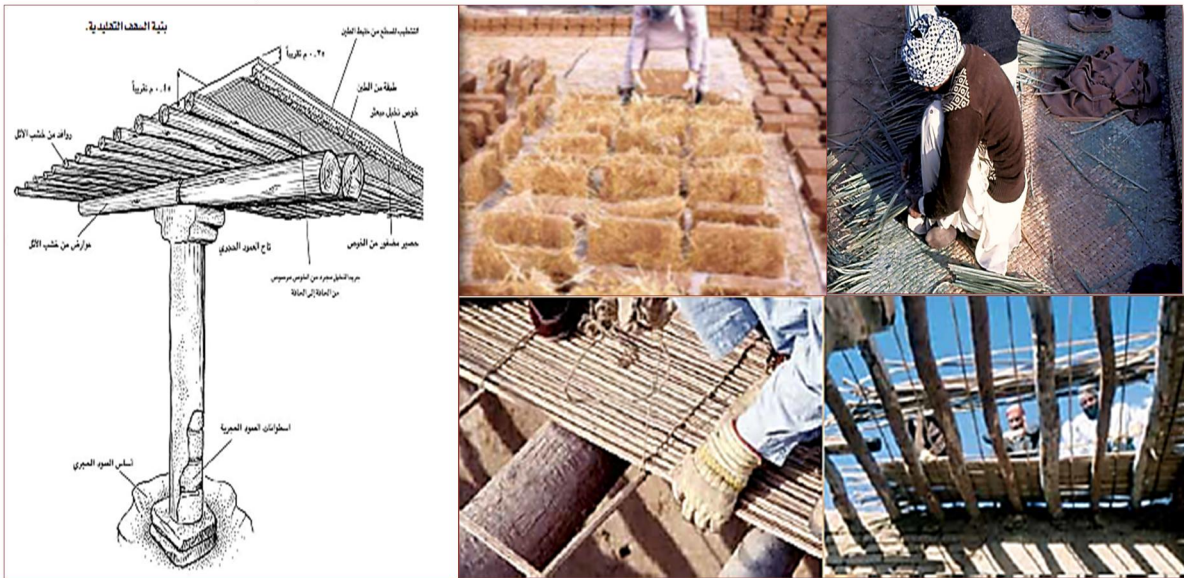 بنية السقف التقليدية.
التشطيب للسطح من خليط الطين
٠.٢٥ م تقريباً
طبقة من الطين
٠.٤٥ م تقريباً
خوص نخيل مبعثر
روافد من خشب الأثل
عوارض من خشب الأثل
تاج العمود الحجري
حصير مضفور من الخوص
جريد النخيل مجرد من الخوص مرصوص
من الحافة إلى الحافة
اسطوانات العمود الحجرية
أساس العمود الحجري